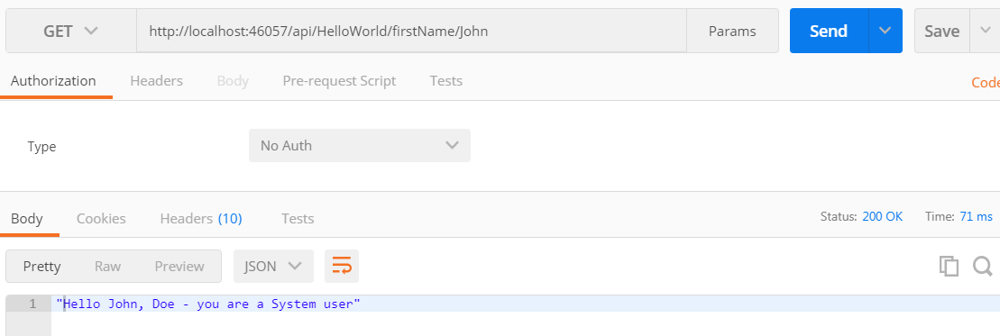 GET http://localhost:46057/api/HelloWorld/firstName/John Params Send Save
Authorization Headers Body Pre-request Script Tests Code
Type No Auth
Body Cookies Headers (10) Tests Status: 200 OK Time: 71 ms
Pretty Raw Preview JSON
1 "Hello John, Doe - you are a System user"